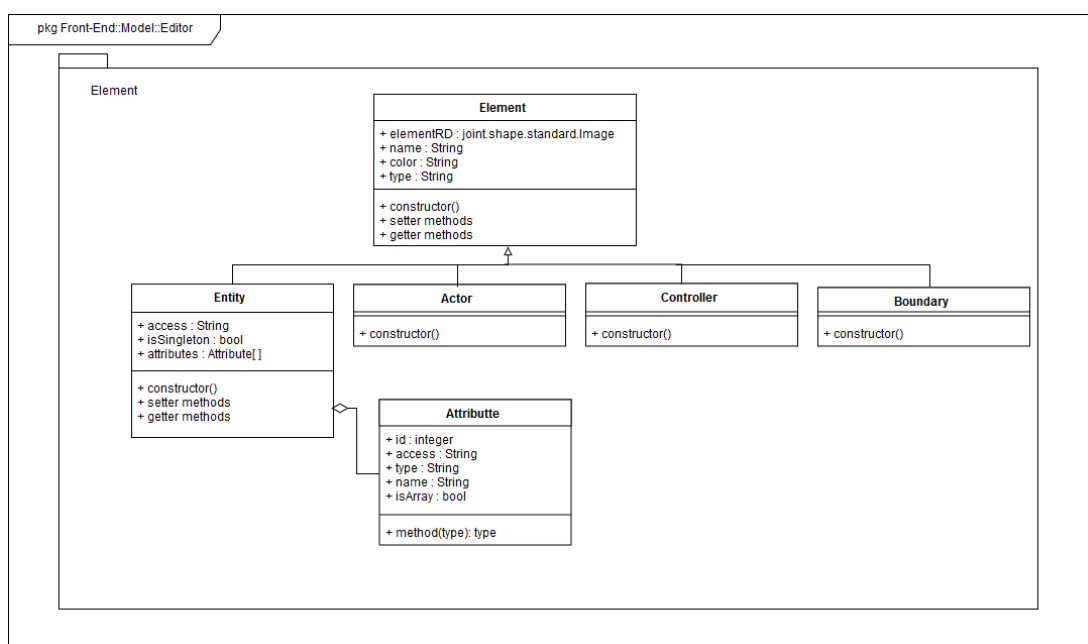 pkg Front-End::Model::Editor
Element
Element
+ elementRD : joint.shape.standard.Image
+ name : String
+ color : String
+ type : String
+ constructor()
+ setter methods
+ getter methods
Entity
+ access : String
+ isSingleton : bool
+ attributes : Attribute[ ]
+ constructor()
+ setter methods
+ getter methods
Actor
+ constructor()
Controller
+ constructor()
Boundary
+ constructor()
Attributte
+ id : integer
+ access : String
+ type : String
+ name : String
+ isArray : bool
+ method(type): type